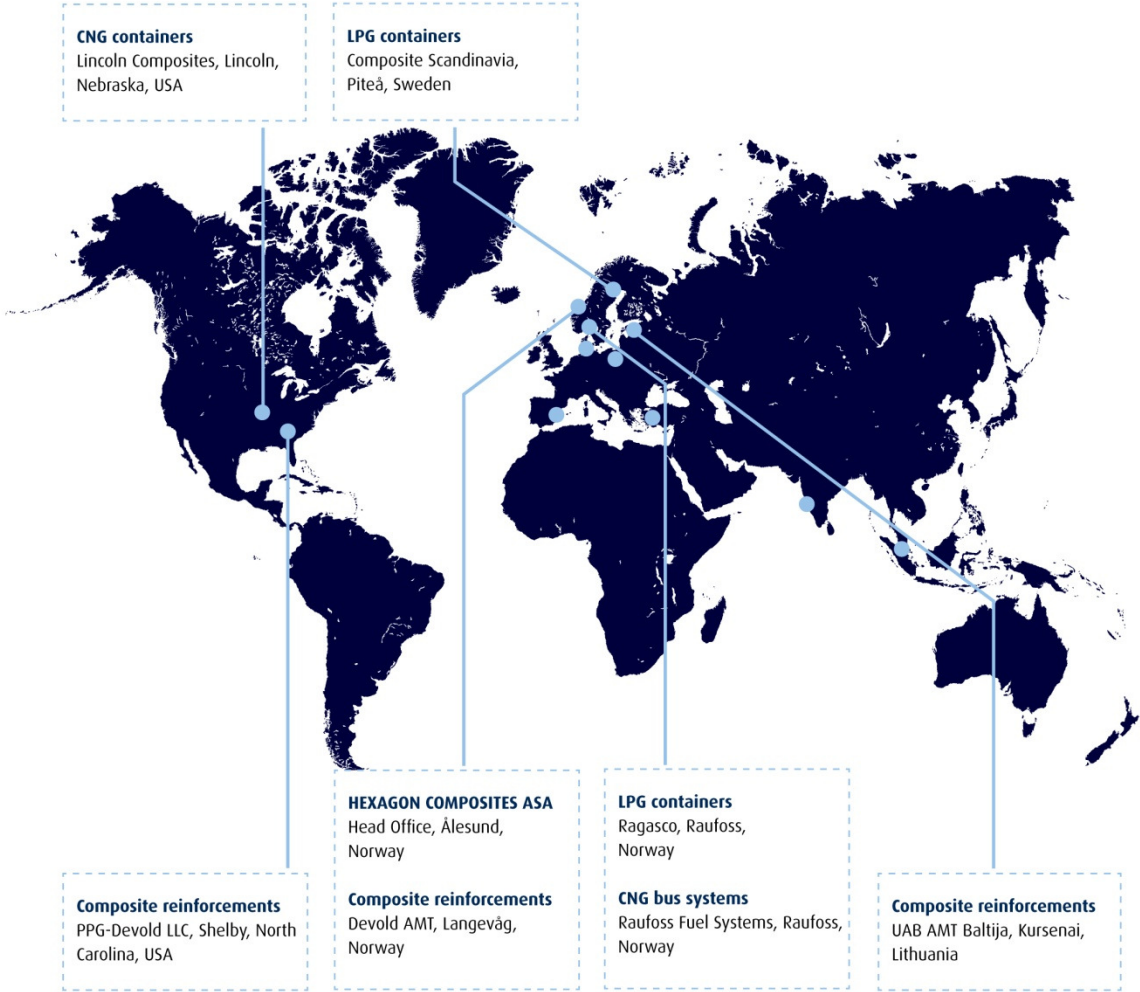 CNG containers
Lincoln Composites, Lincoln,
Nebraska, USA
LPG containers
Composite Scandinavia,
Piteå, Sweden
HEXAGON COMPOSITES ASA
Head Office, Ålesund,
Norway
Composite reinforcements
Devold AMT, Langevåg,
Norway
LPG containers
Ragasco, Raufoss,
Norway
CNG bus systems
Raufoss Fuel Systems, Raufoss,
Norway
Composite reinforcements
PPG-Devold LLC, Shelby, North
Carolina, USA
Composite reinforcements
UAB AMT Baltija, Kursenai,
Lithuania